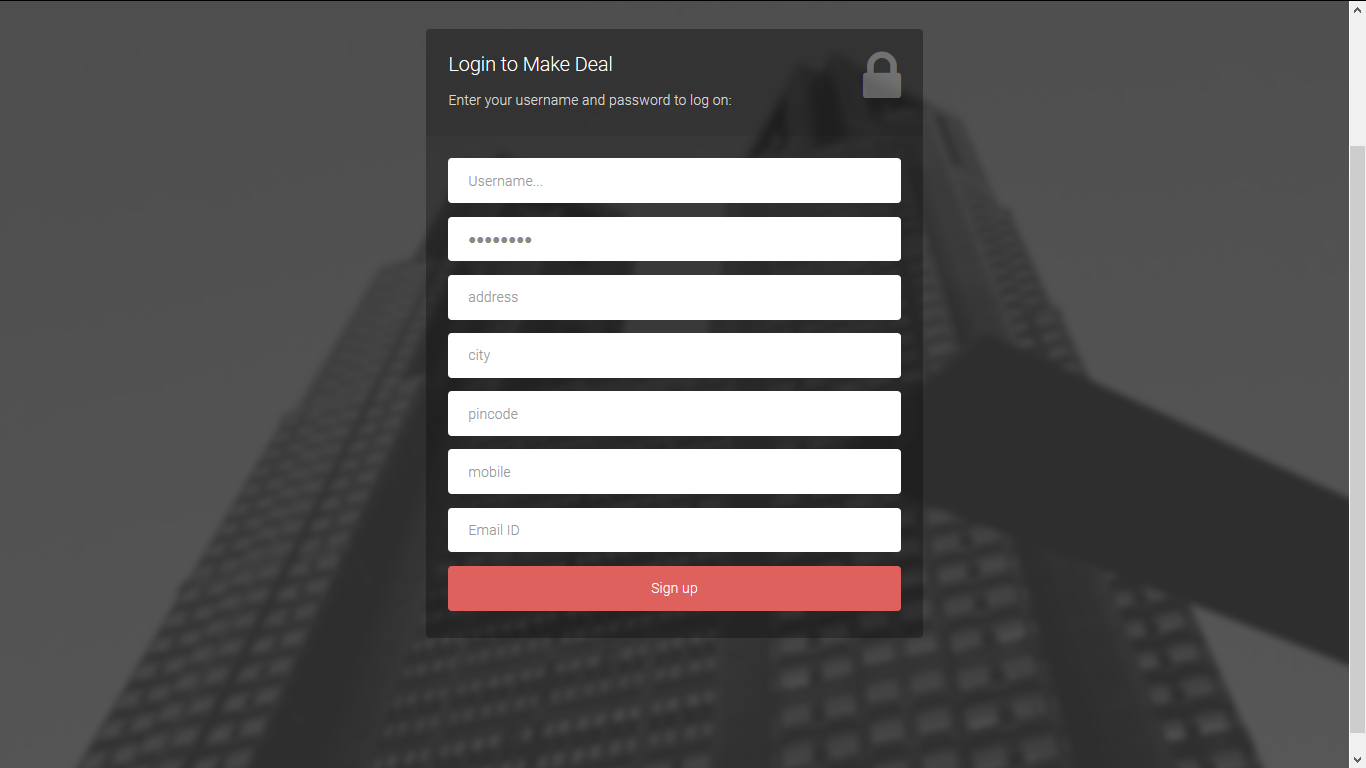 Login to Make Deal
Enter your username and password to log on:
Username...
••••••••
address
city
pincode
mobile
Email ID
Sign up